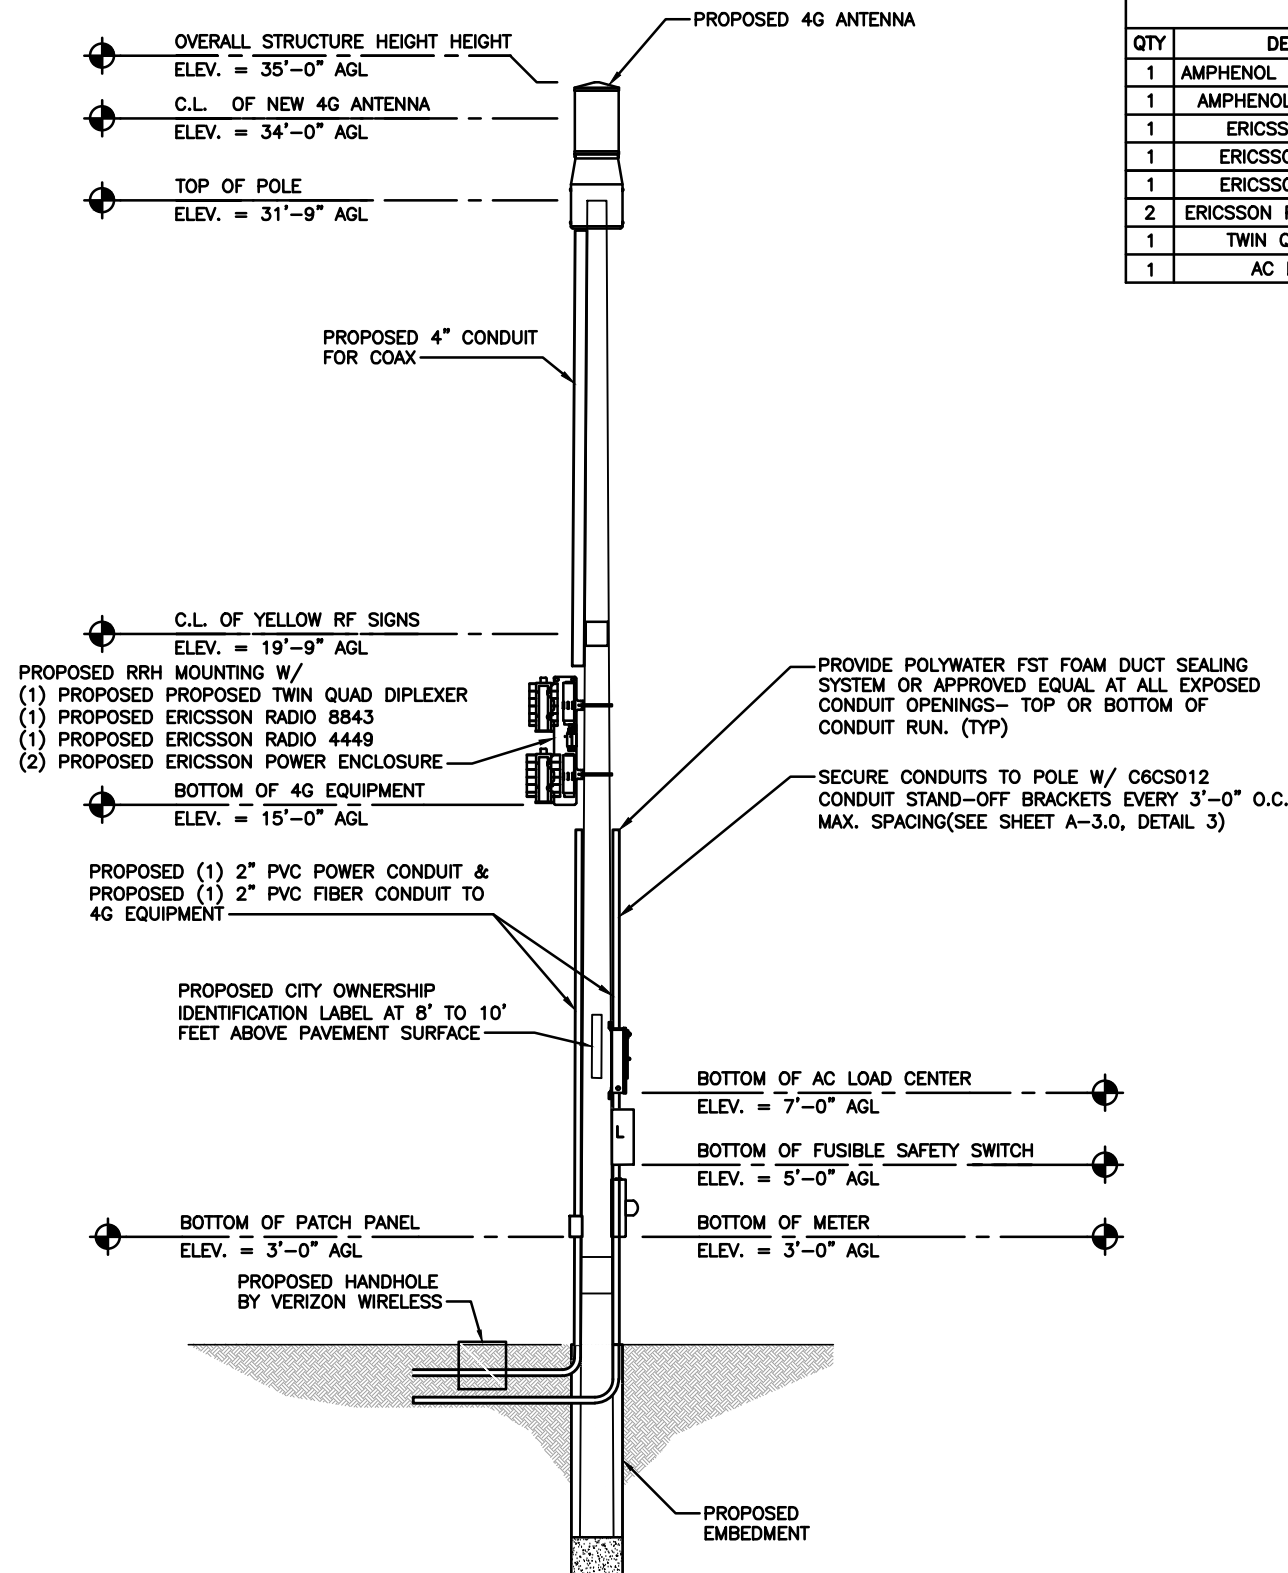 PROPOSED 4G ANTENNA
OVERALL STRUCTURE HEIGHT HEIGHT
ELEV. = 35'-0" AGL
C.L. OF NEW 4G ANTENNA
ELEV. = 34'-0" AGL
TOP OF POLE
ELEV. = 31'-9" AGL
QTY DE
1 AMPHENOL
1 AMPHENOL
1 ERICSS
1 ERICSSO
1 ERICSSO
2 ERICSSON
1 TWIN
1 AC
PROPOSED 4" CONDUIT
FOR COAX
C.L. OF YELLOW RF SIGNS
ELEV. = 19'-9" AGL
PROPOSED RRH MOUNTING W/
(1) PROPOSED PROPOSED TWIN QUAD DIPLEXER
(1) PROPOSED ERICSSON RADIO 8843
(1) PROPOSED ERICSSON RADIO 4449
(2) PROPOSED ERICSSON POWER ENCLOSURE
BOTTOM OF 4G EQUIPMENT
ELEV. = 15'-0" AGL
PROVIDE POLYWATER FST FOAM DUCT SEALING
SYSTEM OR APPROVED EQUAL AT ALL EXPOSED
CONDUIT OPENINGS- TOP OR BOTTOM OF
CONDUIT RUN. (TYP)
SECURE CONDUITS TO POLE W/ C6CSO12
CONDUIT STAND-OFF BRACKETS EVERY 3'-0" O.C.
MAX. SPACING(SEE SHEET A-3.0, DETAIL 3)
PROPOSED (1) 2" PVC POWER CONDUIT &
PROPOSED (1) 2" PVC FIBER CONDUIT TO
4G EQUIPMENT
PROPOSED CITY OWNERSHIP
IDENTIFICATION LABEL AT 8' TO 10'
FEET ABOVE PAVEMENT SURFACE
BOTTOM OF AC LOAD CENTER
ELEV. = 7'-0" AGL
L
BOTTOM OF FUSIBLE SAFETY SWITCH
ELEV. = 5'-0" AGL
BOTTOM OF PATCH PANEL
ELEV. = 3'-0" AGL
BOTTOM OF METER
ELEV. = 3'-0" AGL
PROPOSED HANDHOLE
BY VERIZON WIRELESS
PROPOSED
EMBEDMENT